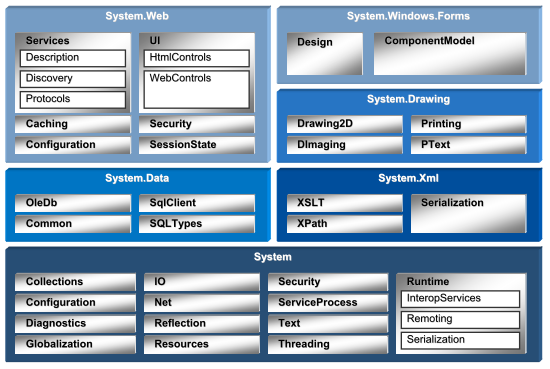 System.Web
Services
Description
Discovery
Protocols
UI
HtmlControls
WebControls
Caching
Security
Configuration
SessionState
System.Windows.Forms
Design
ComponentModel
System.Drawing
Drawing2D
Printing
DImaging
PText
System.Data
OleDb
SqlClient
Common
SQLTypes
System.Xml
XSLT
Serialization
XPath
System
Collections
IO
Security
Runtime
Configuration
Net
ServiceProcess
InteropServices
Diagnostics
Reflection
Text
Remoting
Globalization
Resources
Threading
Serialization